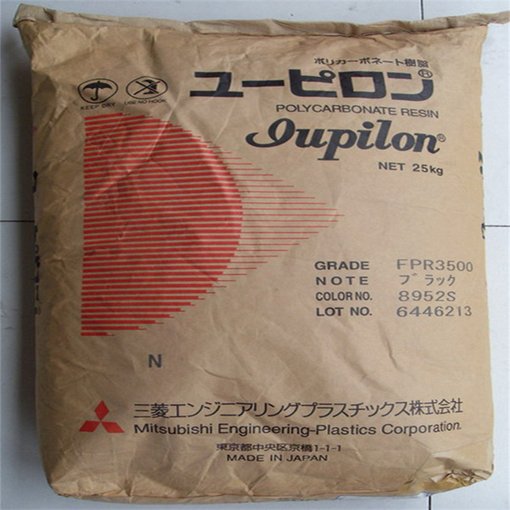 ポリカーボネート樹脂
ユーピロン®
KEEP DRY
USE NO HOOK
POLYCARBONATE RESIN
Iupilon®
NET 25kg
GRADE FPR3500
NOTE ブラック
COLOR NO. 8952S
LOT NO. 6446213
N
三菱エンジニアリングプラスチックス株式会社
Mitsubishi Engineering-Plastics Corporation.
東京都中央区京橋1-1-1
MADE IN JAPAN